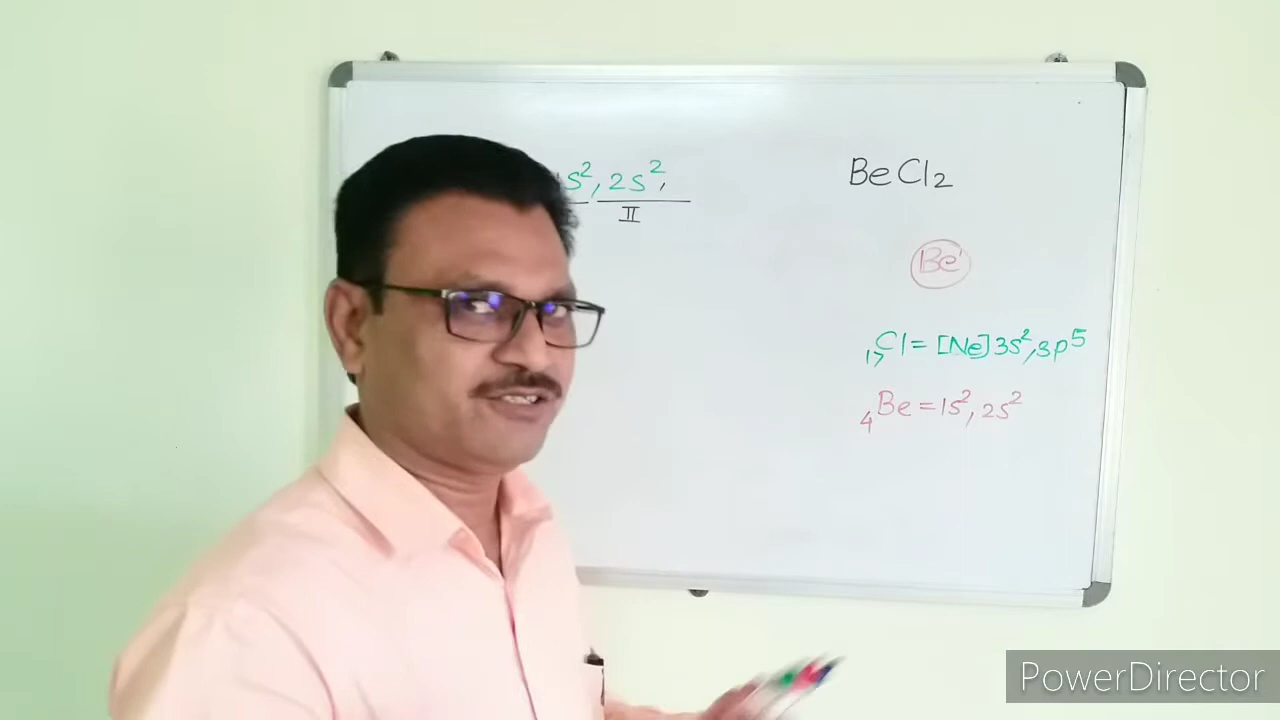 S², 2S²,
II
BeCl₂
Be
₁₇Cl = [Ne] 3S², 3p⁵
₄Be = 1S², 2S²
PowerDirector